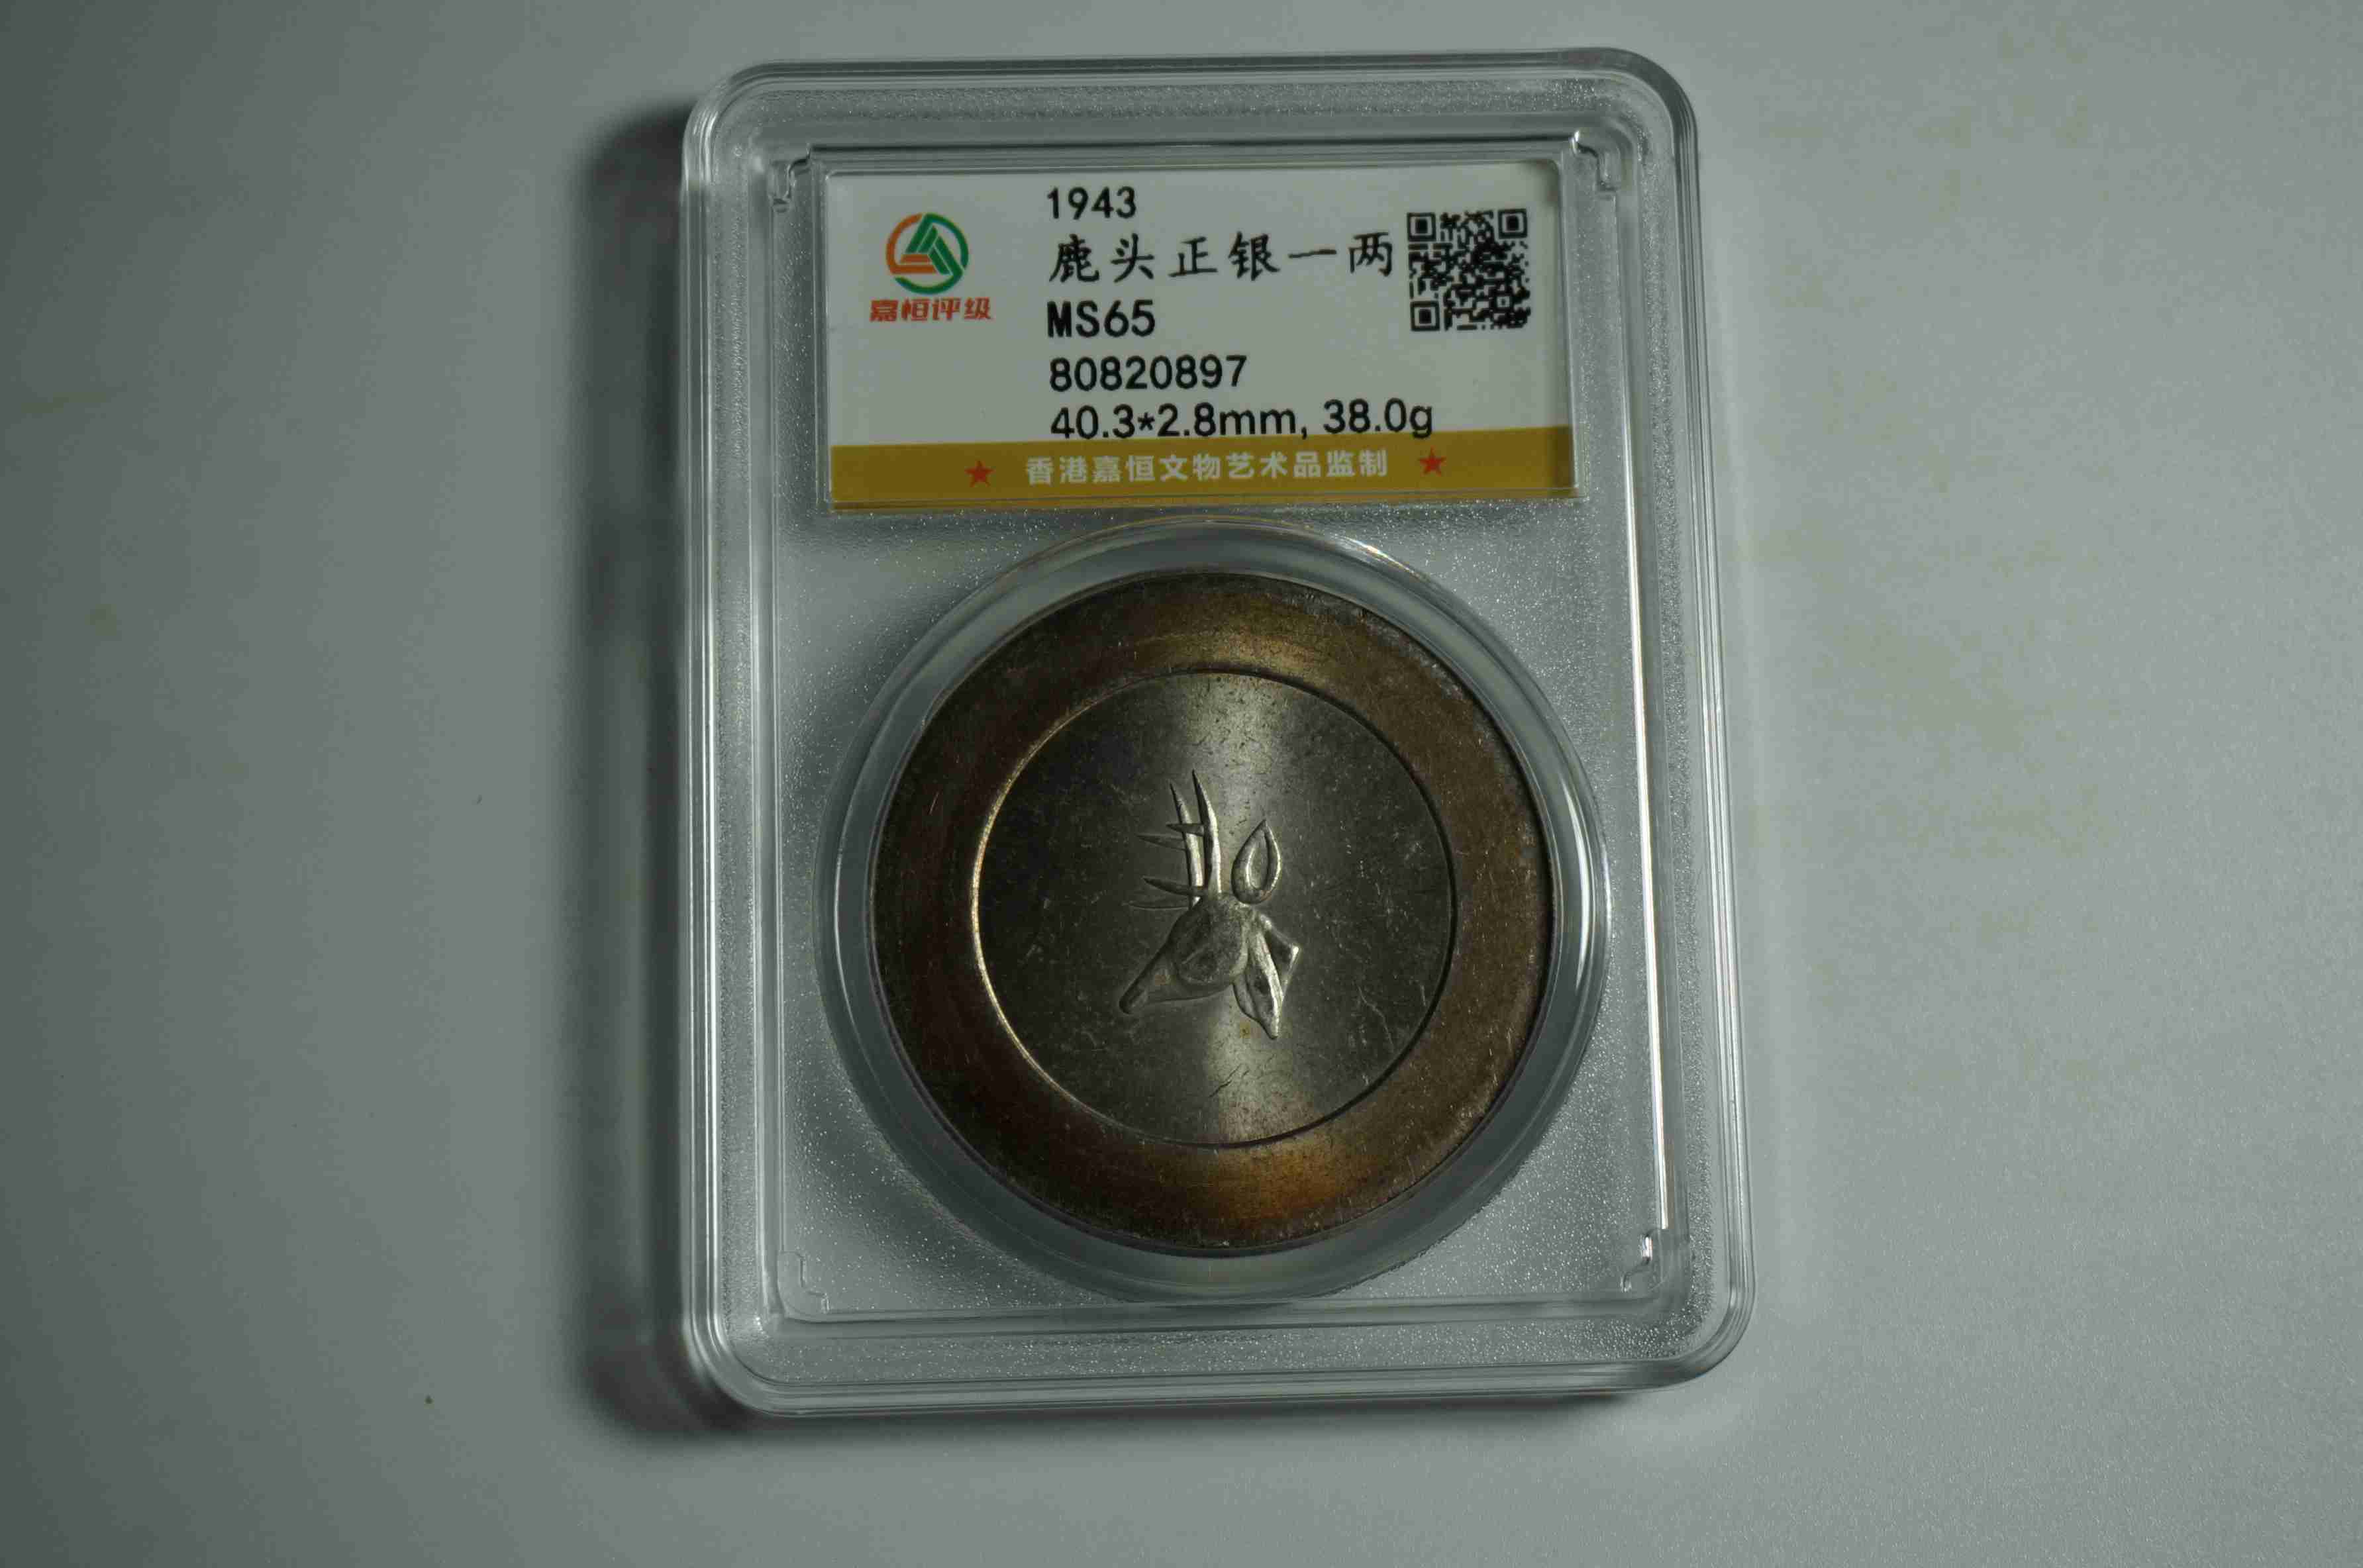 1943
鹿头正银一两
嘉恒评级
MS65
80820897
40.3*2.8mm, 38.0g
★ 香港嘉恒文物艺术品监制 ★